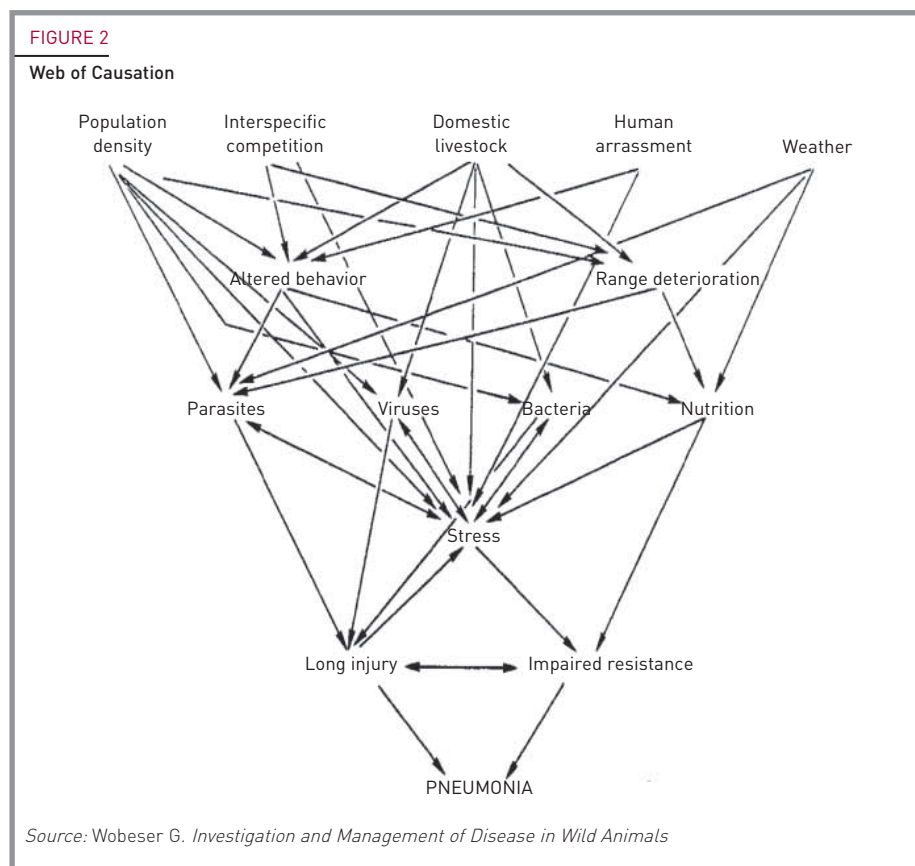 FIGURE 2
Web of Causation
Population
density
Interspecific
competition
Domestic
livestock
Human
arrassment
Weather
Altered behavior
Range deterioration
Parasites
Viruses
Bacteria
Nutrition
Stress
Long injury
Impaired resistance
PNEUMONIA
Source: Wobeser G. Investigation and Management of Disease in Wild Animals